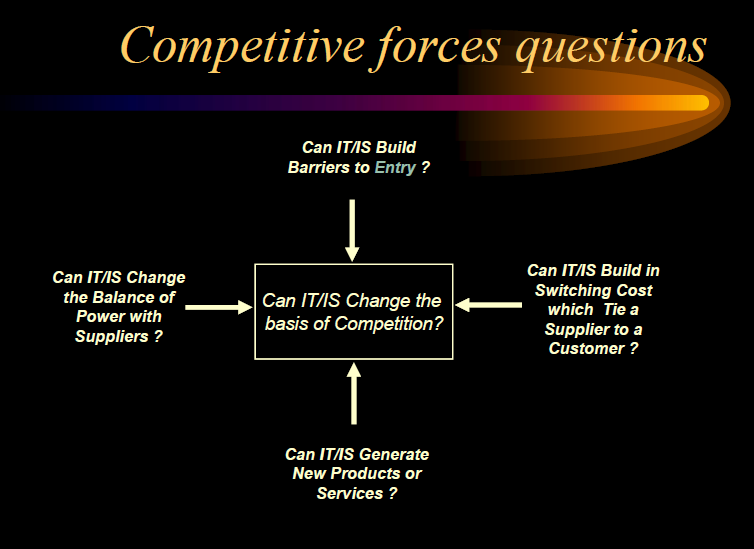 Competitive forces questions
Can IT/IS Build
Barriers to Entry ?
Can IT/IS Change
the Balance of
Power with
Suppliers ?
Can IT/IS Change the
basis of Competition?
Can IT/IS Build in
Switching Cost
which Tie a
Supplier to a
Customer ?
Can IT/IS Generate
New Products or
Services ?